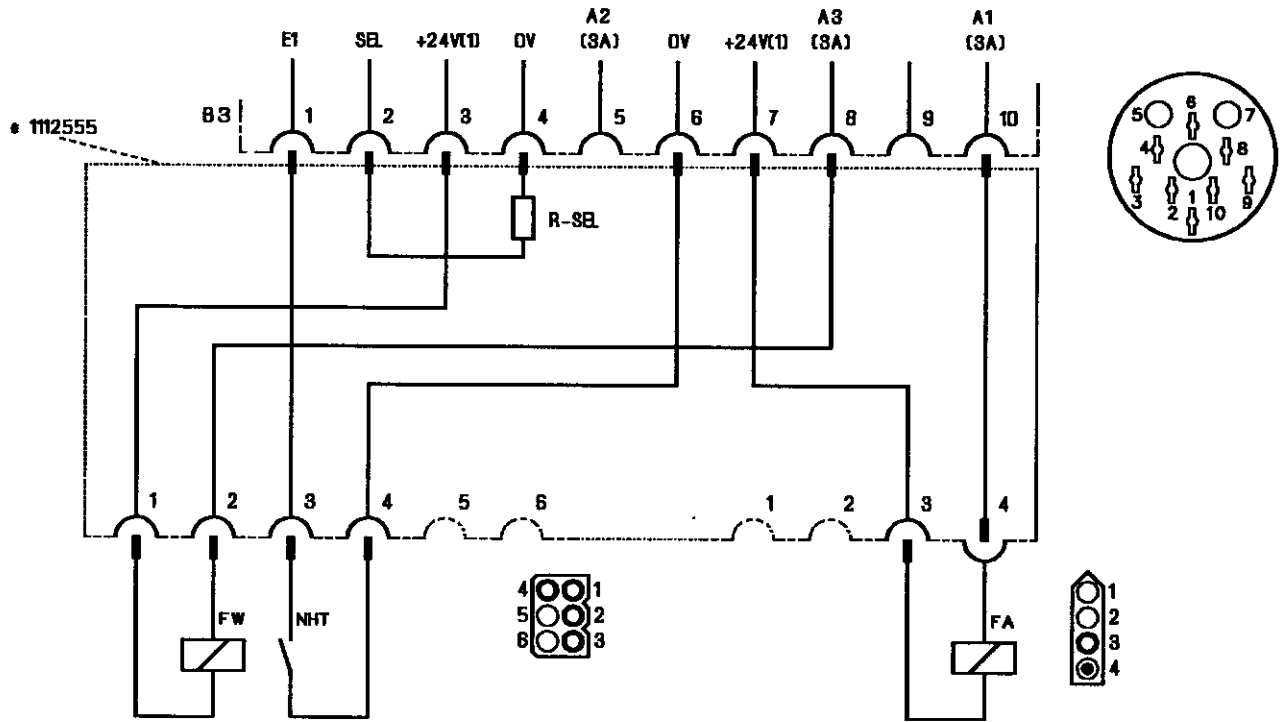 E1 SEL +24V(1) 0V A2 (3A) 0V +24V(1) A3 (3A) A1 (3A)
B3 1 2 3 4 5 6 7 8 9 10
* 1112555
R-SEL
5 6 7
4 8
3 2 1 10 9
1 2 3 4 5 6 1 2 3 4
FW NHT FA
4 1
5 2
6 3
1
2
3
4